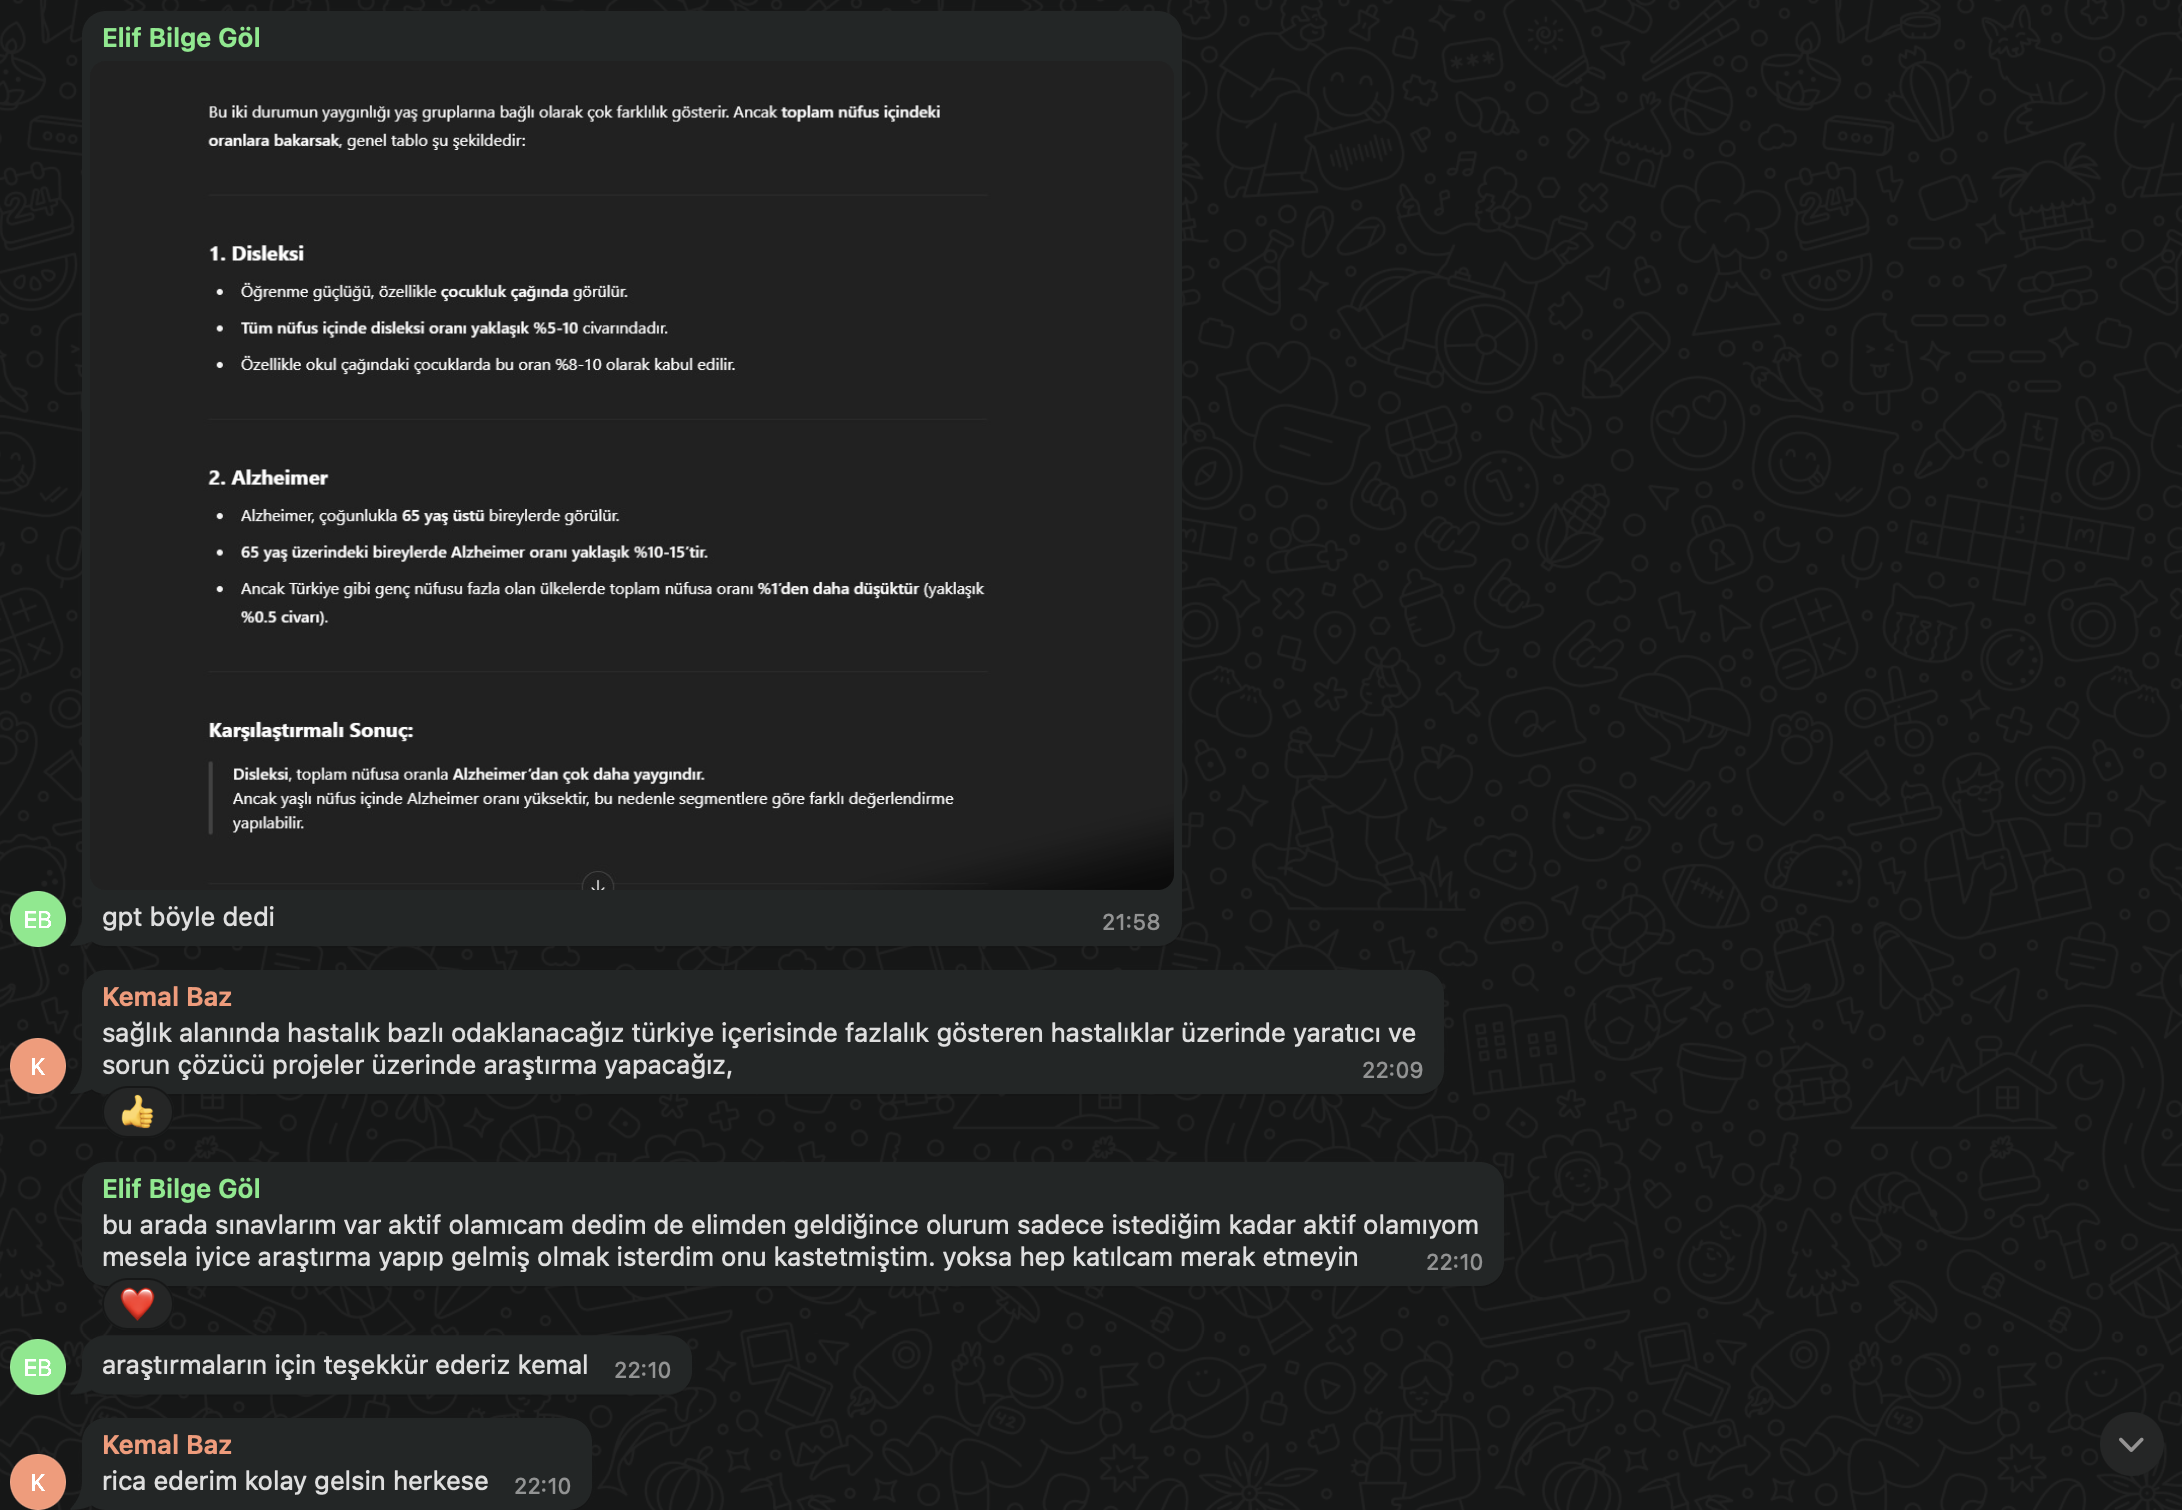 Elif Bilge Göl
Bu iki durumun yaygınlığı yaş gruplarına bağlı olarak çok farklılık gösterir. Ancak toplam nüfus içindeki
oranlara bakarsak, genel tablo şu şekildedir:
1. Disleksi
• Öğrenme güçlüğü, özellikle çocukluk çağında görülür.
• Tüm nüfus içinde disleksi oranı yaklaşık %5-10 civarındadır.
• Özellikle okul çağındaki çocuklarda bu oran %8-10 olarak kabul edilir.
2. Alzheimer
• Alzheimer, çoğunlukla 65 yaş üstü bireylerde görülür.
• 65 yaş üzerindeki bireylerde Alzheimer oranı yaklaşık %10-15'tir.
• Ancak Türkiye gibi genç nüfusu fazla olan ülkelerde toplam nüfusa oranı %1'den daha düşüktür (yaklaşık
%0.5 civarı).
Karşılaştırmalı Sonuç:
Disleksi, toplam nüfusa oranla Alzheimer'dan çok daha yaygındır.
Ancak yaşlı nüfus içinde Alzheimer oranı yüksektir, bu nedenle segmentlere göre farklı değerlendirme
yapılabilir.
EB
gpt böyle dedi 21:58
Kemal Baz
sağlık alanında hastalık bazlı odaklanacağız türkiye içerisinde fazlalık gösteren hastalıklar üzerinde yaratıcı ve
sorun çözücü projeler üzerinde araştırma yapacağız, 22:09
K
Elif Bilge Göl
bu arada sınavlarım var aktif olamıcam dedim de elimden geldiğince olurum sadece istediğim kadar aktif olamıyom
mesela iyice araştırma yapıp gelmiş olmak isterdim onu kastetmiştim. yoksa hep katılcam merak etmeyin 22:10
EB
araştırmaların için teşekkür ederiz kemal 22:10
Kemal Baz
K
rica ederim kolay gelsin herkese 22:10